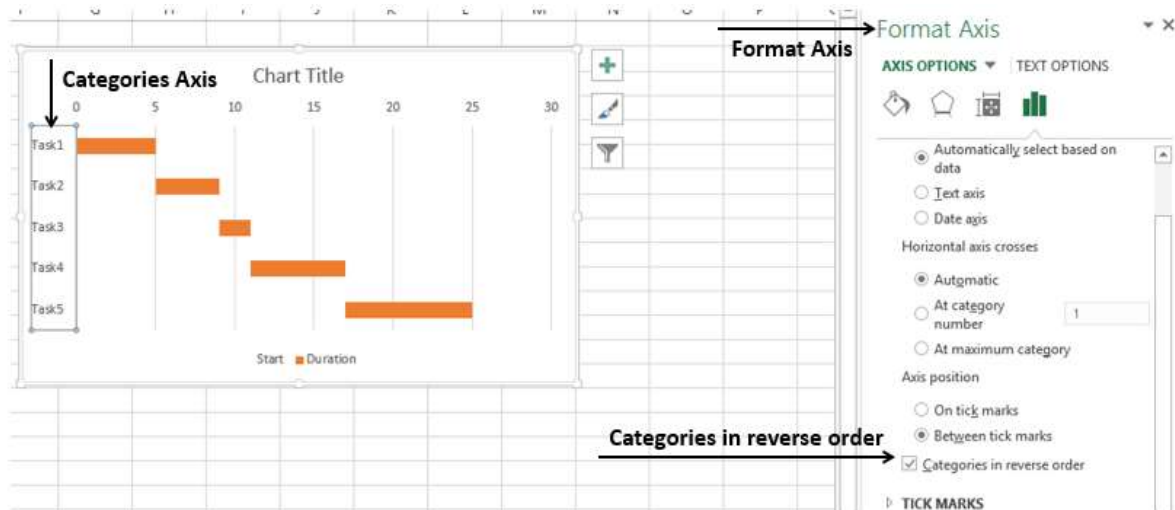 Format Axis
Format Axis
AXIS OPTIONS
TEXT OPTIONS
Categories Axis
Chart Title
0 5 10 15 20 25 30
Task1
Task2
Task3
Task4
Task5
Start Duration
Automatically select based on
data
Text axis
Date axis
Horizontal axis crosses
Automatic
At category
number
1
At maximum category
Axis position
On tick marks
Between tick marks
Categories in reverse order
Categories in reverse order
TICK MARKS